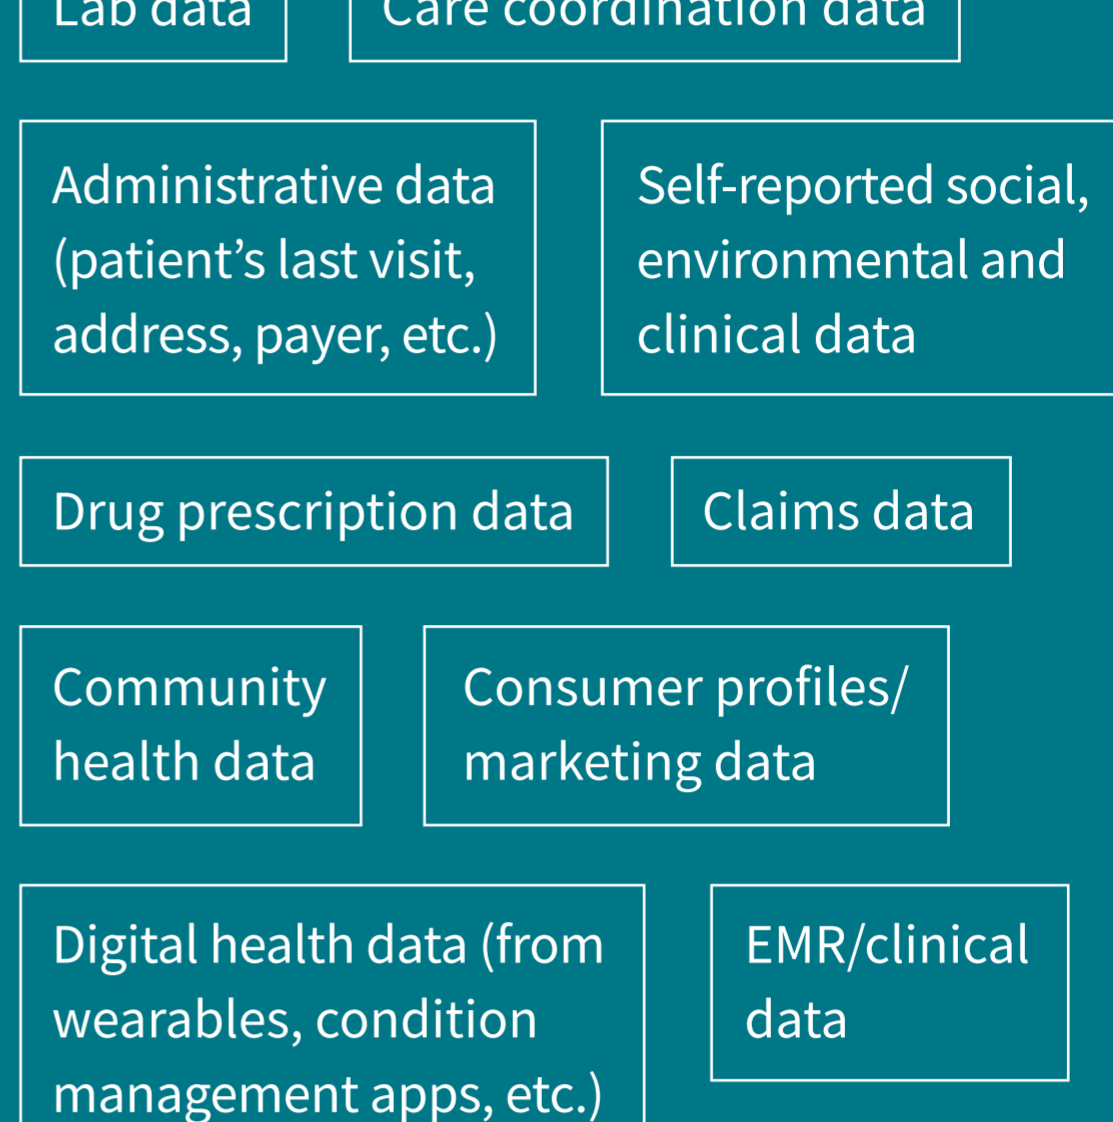 Lab data
Care coordination data
Administrative data
(patient’s last visit,
address, payer, etc.)
Self-reported social,
environmental and
clinical data
Drug prescription data
Claims data
Community
health data
Consumer profiles/
marketing data
Digital health data (from
wearables, condition
management apps, etc.)
EMR/clinical
data